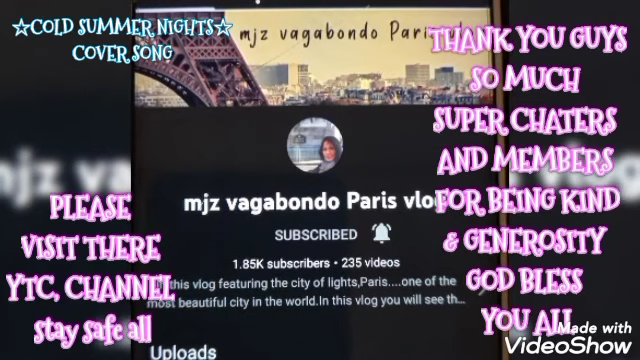 ☆COLD SUMMER NIGHTS☆
COVER SONG
mjz vagabondo Pari
THANK YOU GUYS
SO MUCH
SUPER CHATERS
AND MEMBERS
FOR BEING KIND
& GENEROSITY
GOD BLESS
YOU ALL
mjz vagabondo Paris vlog
SUBSCRIBED
1.85K subscribers • 235 videos
this vlog featuring the city of lights,Paris....one of the
most beautiful city in the world.In this vlog you will see th...
Uploads
PLEASE
VISIT THERE
YTC, CHANNEL
stay safe all
Made with
VideoShow